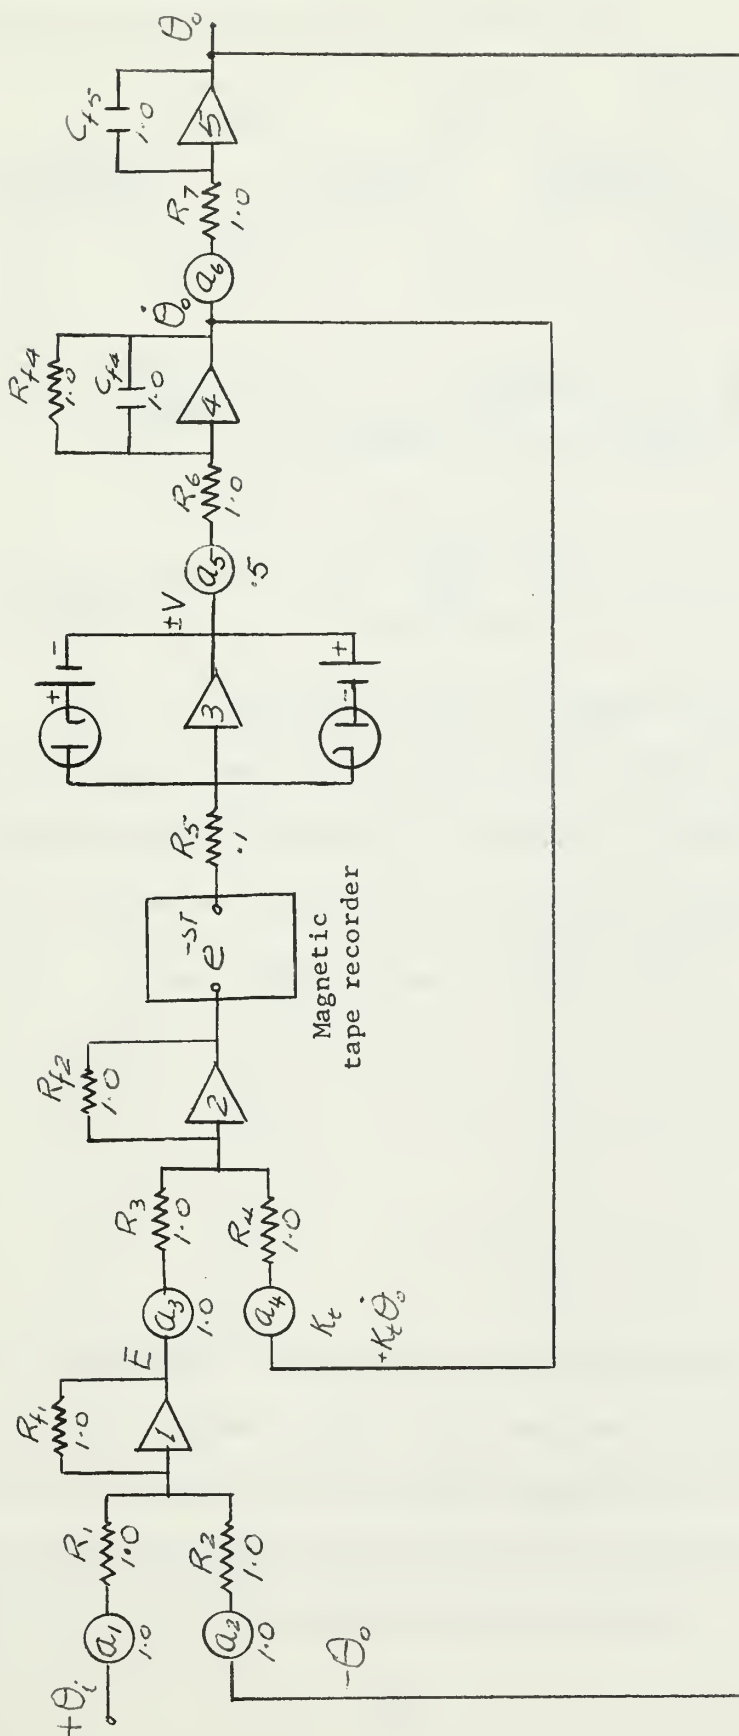 +θi
a1
1.0
R1
1.0
-θo
a2
1.0
R2
1.0
Rf1
1.0
1
E
a3
1.0
R3
1.0
a4
Kt
+Kt θ̇o
R4
1.0
Rf2
1.0
2
e^-ST
Magnetic
tape recorder
R5
.1
+ -
3
±V
- +
a5
.5
R6
1.0
Rf4
1.0
Cf4
1.0
4
θ̇o
a6
R7
1.0
Cf5
1.0
5
θo